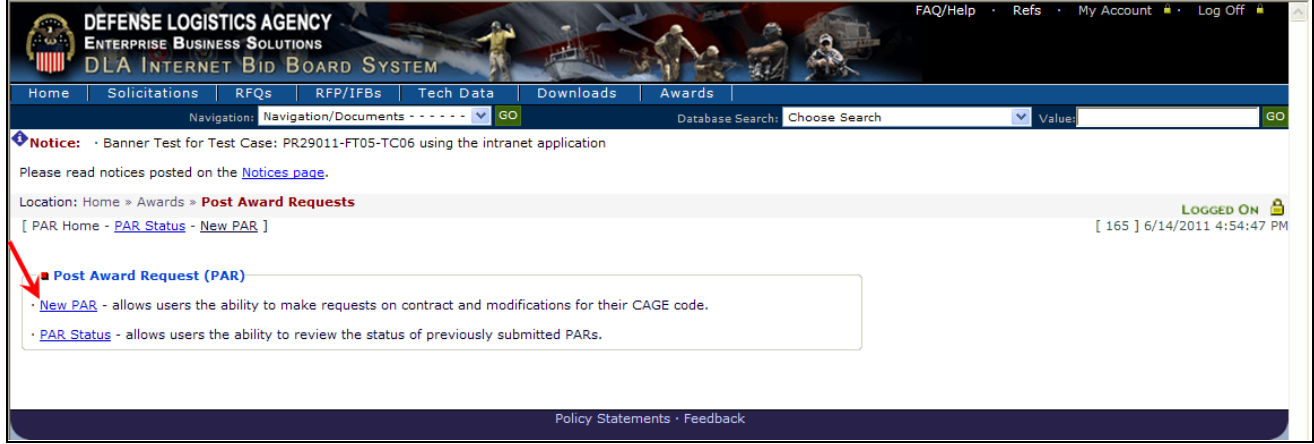 DEFENSE LOGISTICS AGENCY
ENTERPRISE BUSINESS SOLUTIONS
DLA INTERNET BID BOARD SYSTEM
FAQ/Help · Refs · My Account · Log Off
Home | Solicitations | RFQs | RFP/IFBs | Tech Data | Downloads | Awards |
Navigation: Navigation/Documents - - - - - - GO Database Search: Choose Search Value: GO
Notice: · Banner Test for Test Case: PR29011-FT05-TC06 using the intranet application
Please read notices posted on the Notices page.
Location: Home » Awards » Post Award Requests
LOGGED ON
[ PAR Home - PAR Status - New PAR ] [ 165 ] 6/14/2011 4:54:47 PM
Post Award Request (PAR)
· New PAR - allows users the ability to make requests on contract and modifications for their CAGE code.
· PAR Status - allows users the ability to review the status of previously submitted PARs.
Policy Statements · Feedback